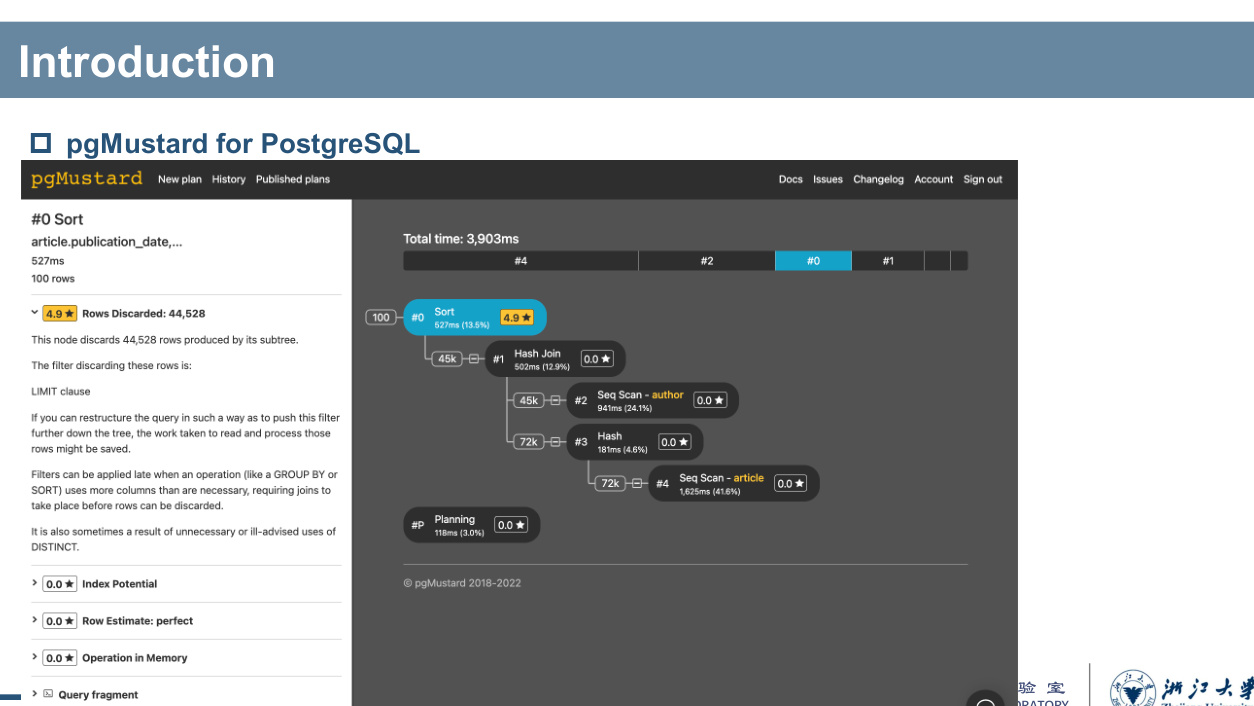 Introduction
pgMustard for PostgreSQL
pgMustard New plan History Published plans Docs Issues Changelog Account Sign out
#0 Sort
article.publication_date,...
527ms
100 rows
4.9 ★ Rows Discarded: 44,528
This node discards 44,528 rows produced by its subtree.
The filter discarding these rows is:
LIMIT clause
If you can restructure the query in such a way as to push this filter
further down the tree, the work taken to read and process those
rows might be saved.
Filters can be applied late when an operation (like a GROUP BY or
SORT) uses more columns than are necessary, requiring joins to
take place before rows can be discarded.
It is also sometimes a result of unnecessary or ill-advised uses of
DISTINCT.
0.0 ★ Index Potential
0.0 ★ Row Estimate: perfect
0.0 ★ Operation in Memory
Query fragment
Total time: 3,903ms
#4 #2 #0 #1
100 #0 Sort 4.9 ★
527ms (13.5%)
45k #1 Hash Join 0.0 ★
502ms (12.9%)
45k #2 Seq Scan - author 0.0 ★
941ms (24.1%)
72k #3 Hash 0.0 ★
181ms (4.6%)
72k #4 Seq Scan - article 0.0 ★
1,625ms (41.6%)
#P Planning 0.0 ★
118ms (3.0%)
© pgMustard 2018-2022
验 室
浙江大学